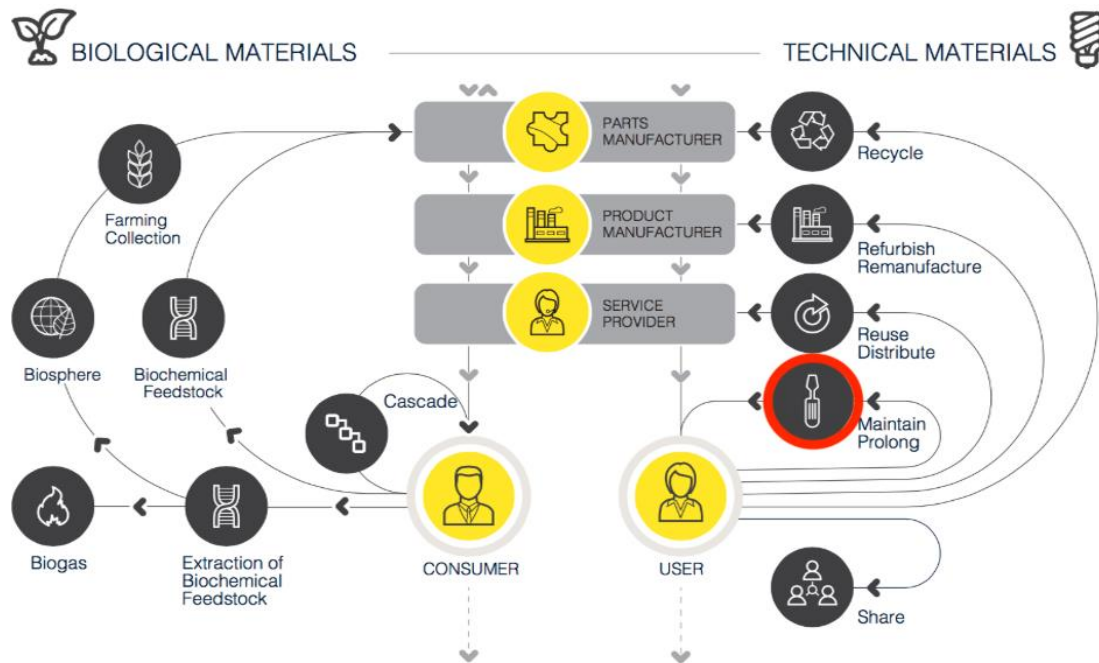 BIOLOGICAL MATERIALS
TECHNICAL MATERIALS
PARTS
MANUFACTURER
Recycle
Farming
Collection
PRODUCT
MANUFACTURER
Refurbish
Remanufacture
SERVICE
PROVIDER
Reuse
Distribute
Biosphere
Biochemical
Feedstock
Cascade
Maintain
Prolong
Biogas
Extraction of
Biochemical
Feedstock
CONSUMER
USER
Share